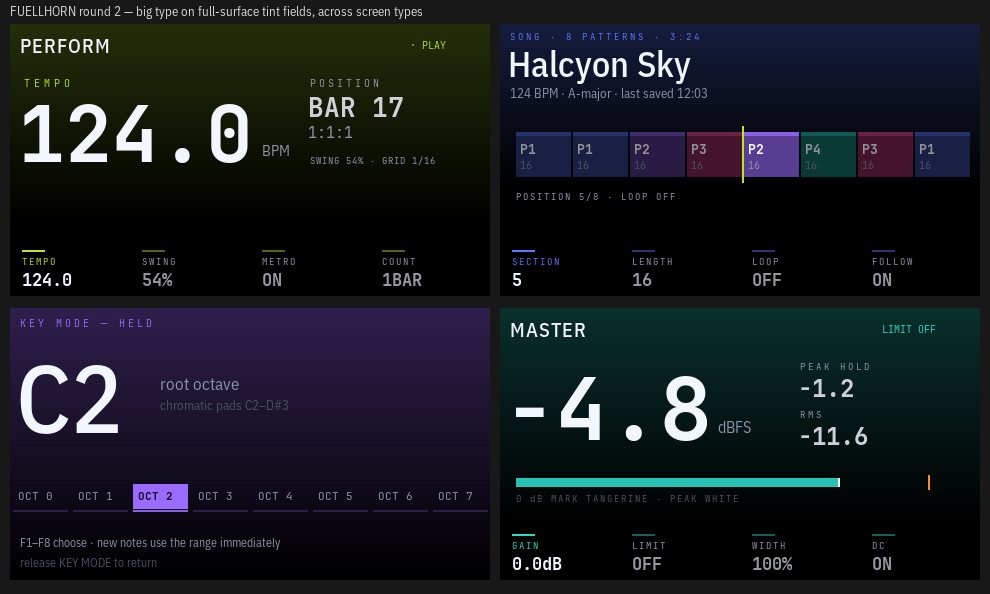 FUELLHORN round 2 — big type on full-surface tint fields, across screen types
PERFORM
· PLAY
TEMPO
124.0 BPM
POSITION
BAR 17
1:1:1
SWING 54% · GRID 1/16
TEMPO SWING METRO COUNT
124.0 54% ON 1BAR
SONG · 8 PATTERNS · 3:24
Halcyon Sky
124 BPM · A-major · last saved 12:03
P1 P1 P2 P3 P2 P4 P3 P1
16 16 16 16 16 16 16 16
POSITION 5/8 · LOOP OFF
SECTION LENGTH LOOP FOLLOW
5 16 OFF ON
KEY MODE — HELD
C2
root octave
chromatic pads C2–D#3
OCT 0 OCT 1 OCT 2 OCT 3 OCT 4 OCT 5 OCT 6 OCT 7
F1–F8 choose · new notes use the range immediately
release KEY MODE to return
MASTER
LIMIT OFF
-4.8 dBFS
PEAK HOLD
-1.2
RMS
-11.6
0 dB MARK TANGERINE · PEAK WHITE
GAIN LIMIT WIDTH DC
0.0dB OFF 100% ON